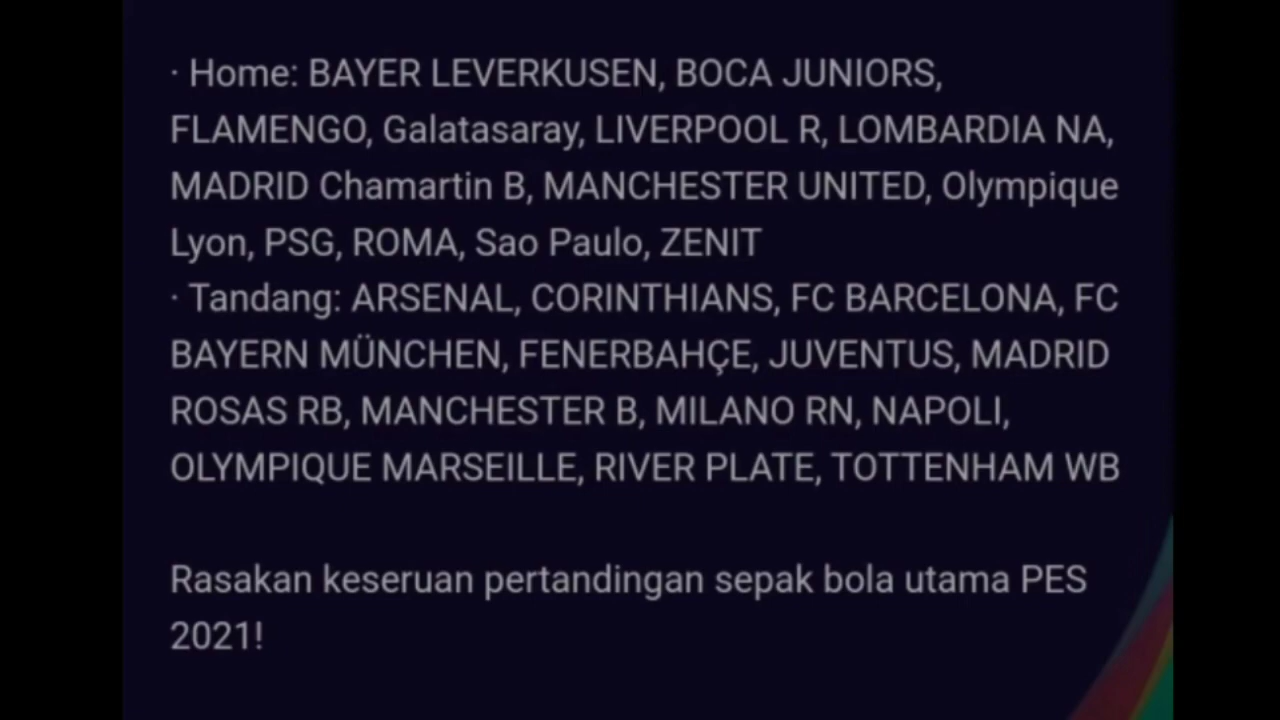 · Home: BAYER LEVERKUSEN, BOCA JUNIORS,
FLAMENGO, Galatasaray, LIVERPOOL R, LOMBARDIA NA,
MADRID Chamartin B, MANCHESTER UNITED, Olympique
Lyon, PSG, ROMA, Sao Paulo, ZENIT
· Tandang: ARSENAL, CORINTHIANS, FC BARCELONA, FC
BAYERN MÜNCHEN, FENERBAHÇE, JUVENTUS, MADRID
ROSAS RB, MANCHESTER B, MILANO RN, NAPOLI,
OLYMPIQUE MARSEILLE, RIVER PLATE, TOTTENHAM WB
Rasakan keseruan pertandingan sepak bola utama PES
2021!